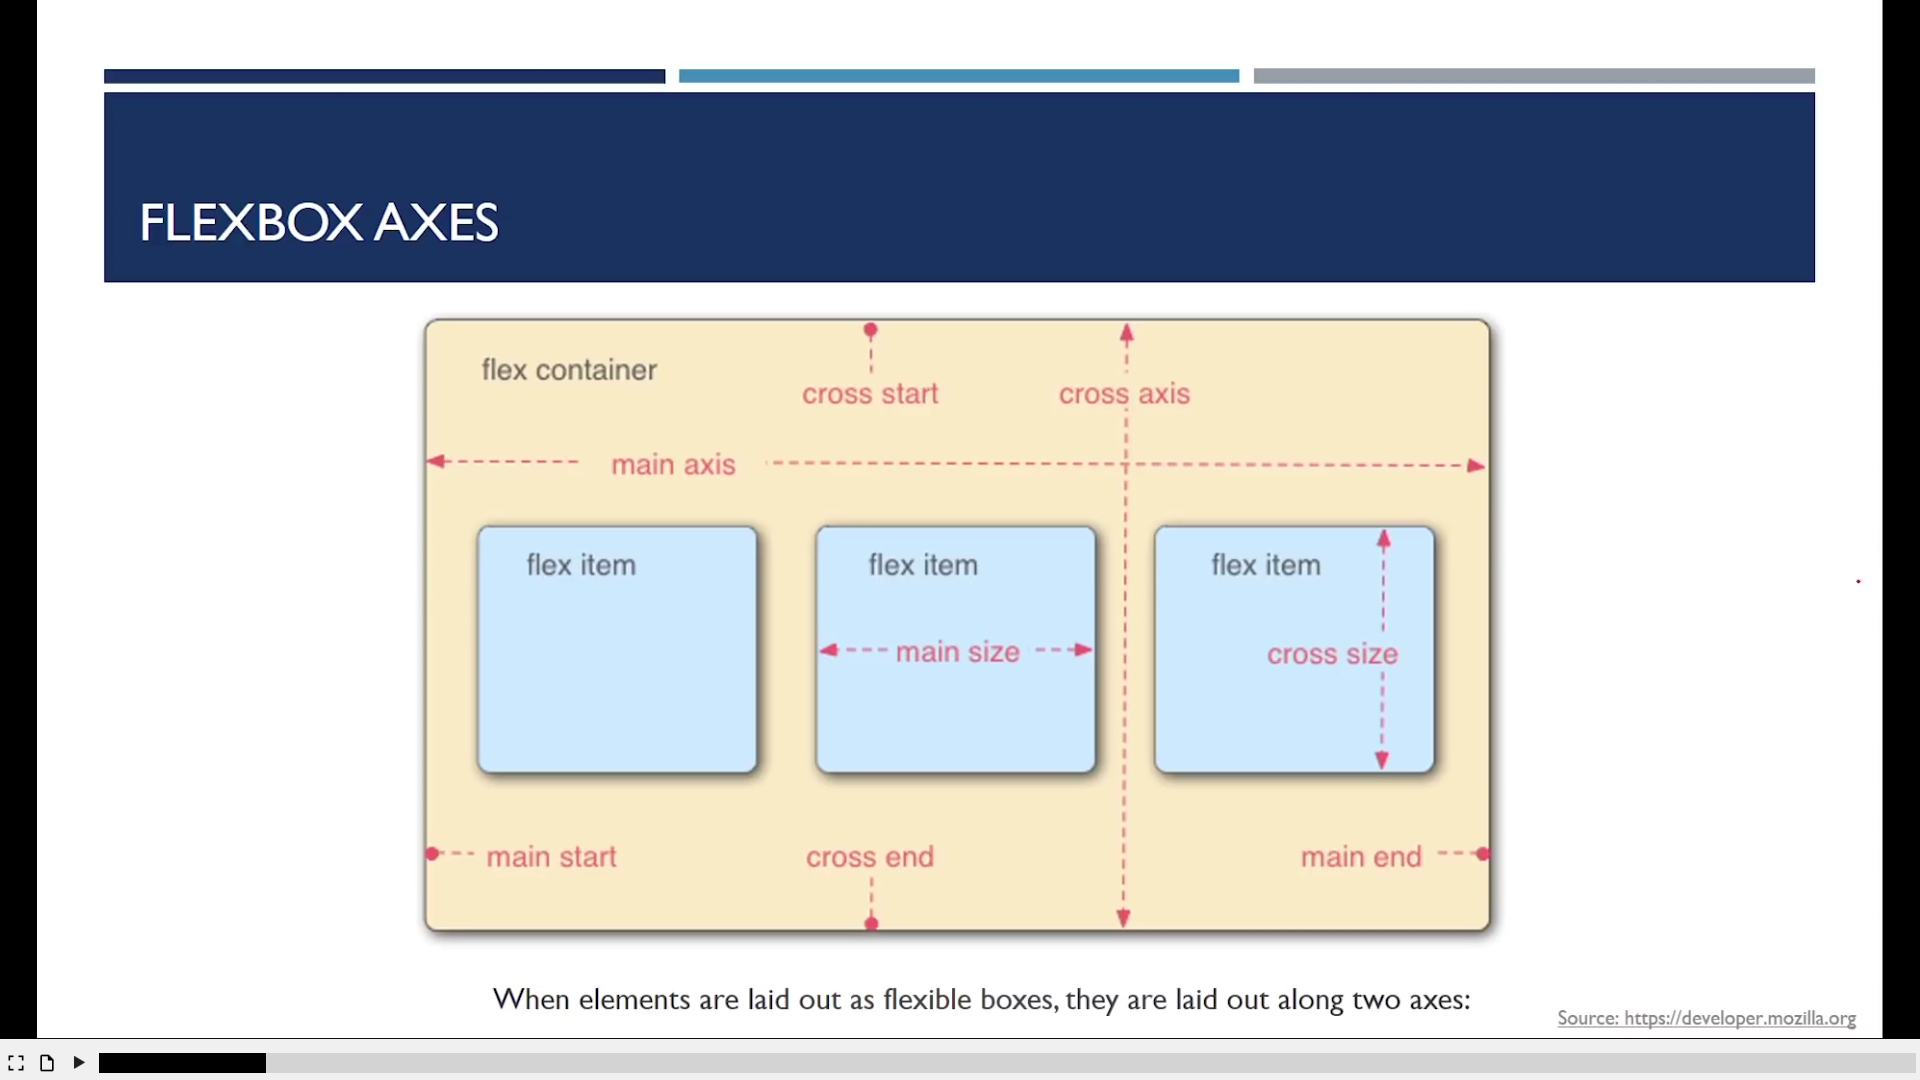 FLEXBOX AXES
flex container
cross start
cross axis
main axis
flex item
flex item
flex item
main size
cross size
main start
cross end
main end
When elements are laid out as flexible boxes, they are laid out along two axes:
Source: https://developer.mozilla.org